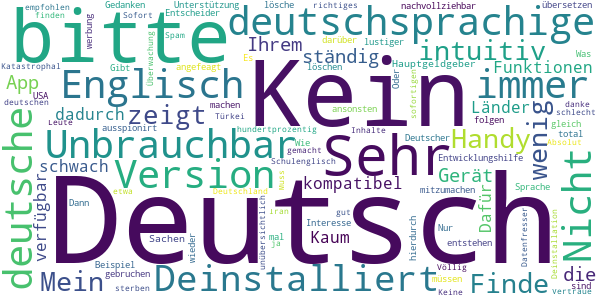 empfohlen
Gedanken
Unterstützung
lösche
nachvollziehbar
übersetzen
finden
Sofort
Entscheider
richtiges
bitte
deutschsprachige
werbung
Spam
darüber
Was
Katastrophal
Gibt
Überwachung
Ihrem
lustiger
intuitiv
App
Englisch
angefeagt
Es
ständig
Hauptgeldgeber
immer
zeigt
löschen
Oder
Funktionen
USA
deutschen
ausspioniert
Türkei
machen
dadurch
Kein
sofortigen
Länder
danke
schlecht
Leute
hundertprozentig
ansonsten
folgen
gleich
Unbrauchbar
Wie
Inhalte
Sehr
Deutscher
Handy
total
deutsche
gemacht
Schulenglisch
wenig
Absolut
schwach
Version
Muss
kompatibel
Entwicklungshilfe
Nicht
verfügbar
etwa
Deutschland
Gerät
Sprache
Deutsch
Dann
unübersichtlich
iran
Interesse
gut
Nur
Dafür
mitzumachen
Mein
Sachen
wieder
mal
Kaum
hierdurch
entstehen
Datenfresser
Deinstallation
Beispiel
ja
Völlig
müssen
die
gebruchen
Deinstalliert
Finde
sind
sterben
Keine
Vertraue